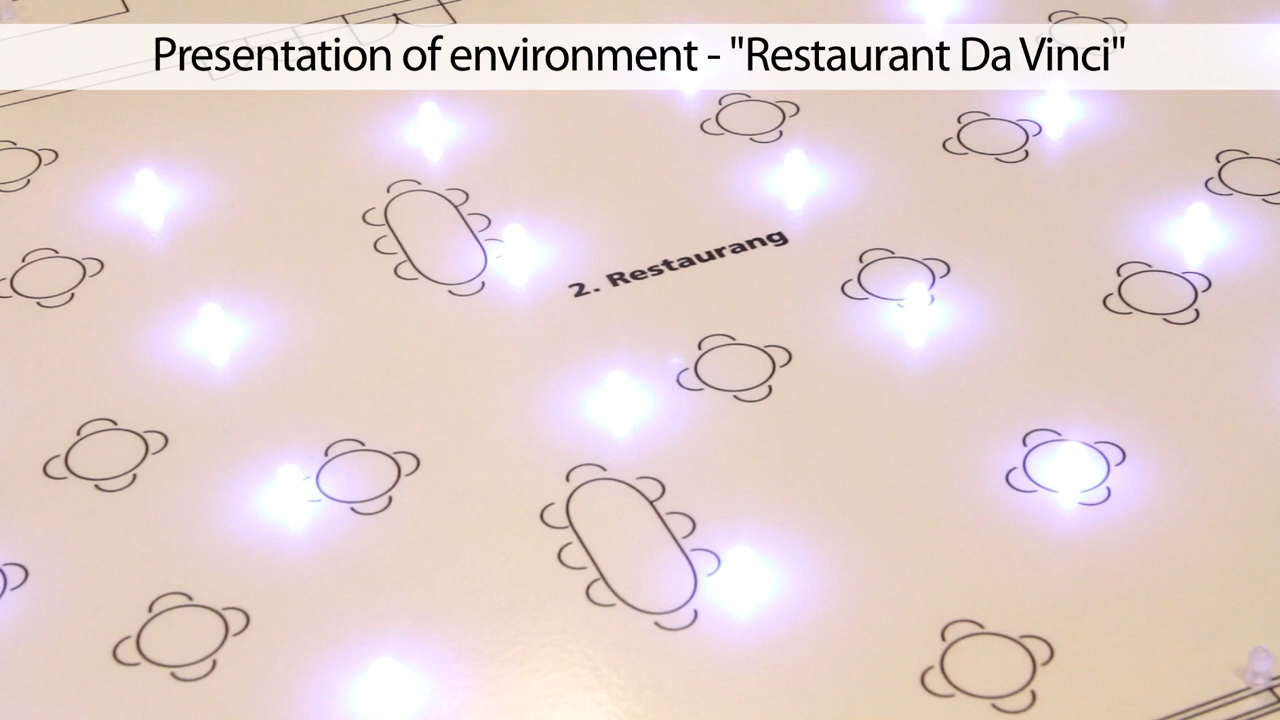 Presentation of environment - "Restaurant Da Vinci"
2. Restaurang